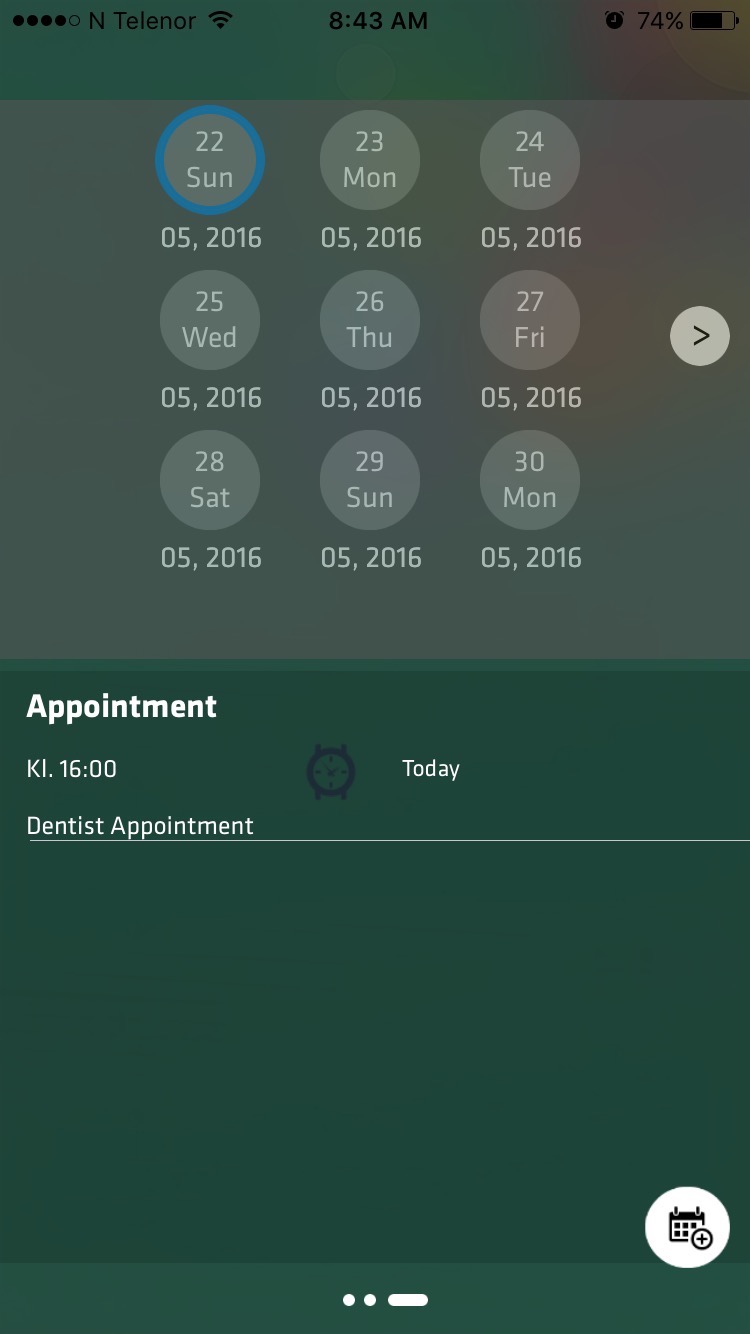 N Telenor 8:43 AM 74%
22 23 24
Sun Mon Tue
05, 2016 05, 2016 05, 2016
25 26 27
Wed Thu Fri
05, 2016 05, 2016 05, 2016
>
28 29 30
Sat Sun Mon
05, 2016 05, 2016 05, 2016
Appointment
Kl. 16:00 Today
Dentist Appointment